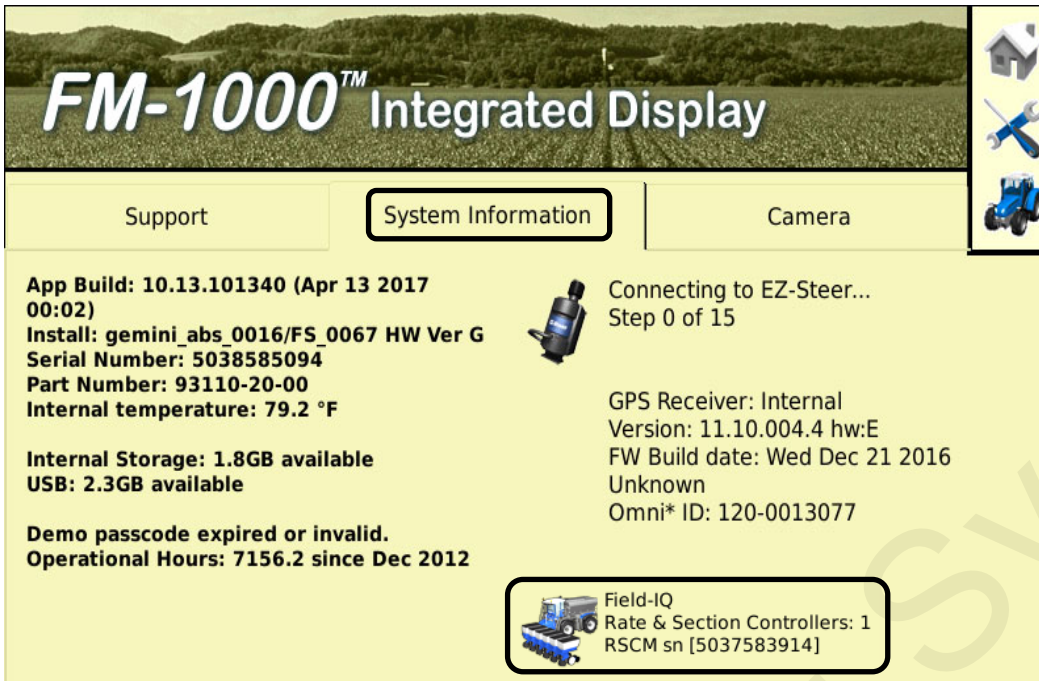 FM-1000™ Integrated Display
Support
System Information
Camera
App Build: 10.13.101340 (Apr 13 2017
00:02)
Install: gemini_abs_0016/FS_0067 HW Ver G
Serial Number: 5038585094
Part Number: 93110-20-00
Internal temperature: 79.2 °F
Internal Storage: 1.8GB available
USB: 2.3GB available
Demo passcode expired or invalid.
Operational Hours: 7156.2 since Dec 2012
Connecting to EZ-Steer...
Step 0 of 15
GPS Receiver: Internal
Version: 11.10.004.4 hw:E
FW Build date: Wed Dec 21 2016
Unknown
Omni* ID: 120-0013077
Field-IQ
Rate & Section Controllers: 1
RSCM sn [5037583914]